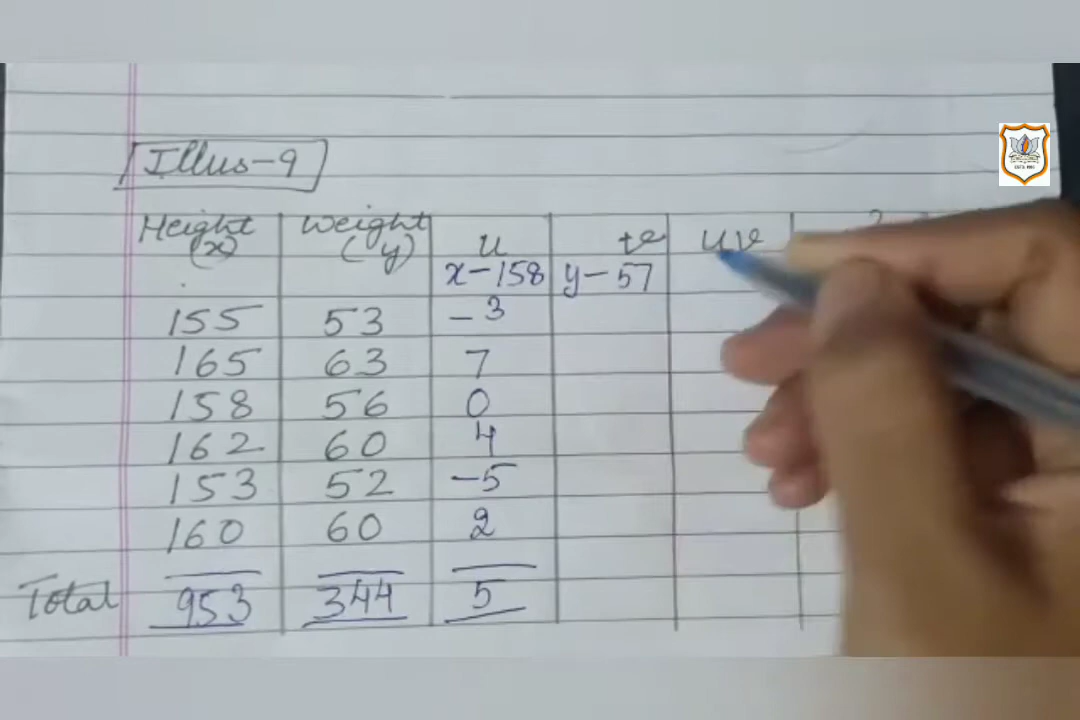 Illus-9
Height Weight u v uv
(x) (y)
x-158 y-57
155 53 -3
165 63 7
158 56 0
162 60 4
153 52 -5
160 60 2
Total 953 344 5